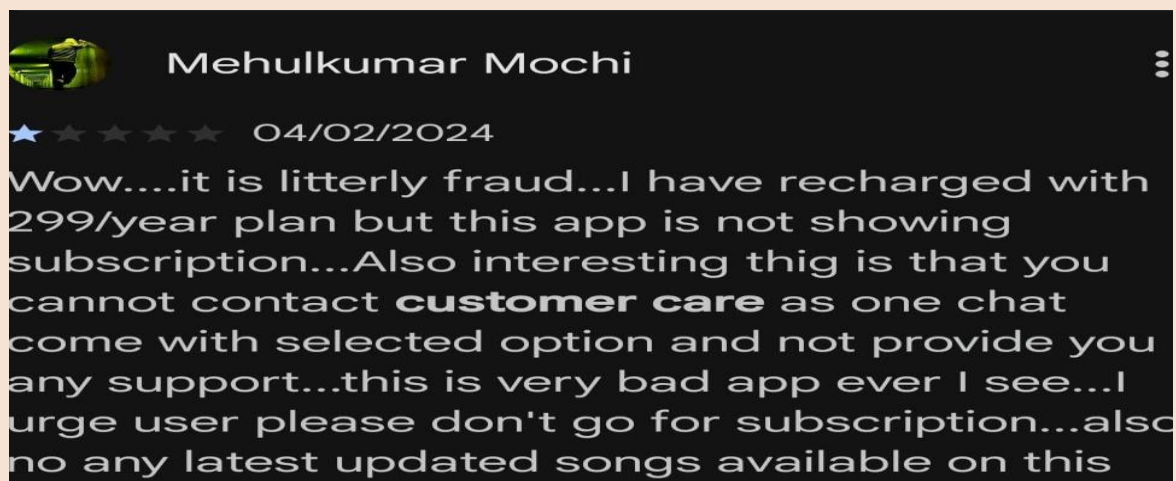 Mehulkumar Mochi
04/02/2024
Wow....it is litterly fraud...I have recharged with
299/year plan but this app is not showing
subscription...Also interesting thig is that you
cannot contact customer care as one chat
come with selected option and not provide you
any support...this is very bad app ever I see...I
urge user please don't go for subscription...also
no any latest updated songs available on this